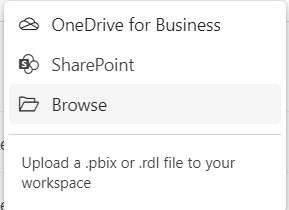 OneDrive for Business
SharePoint
Browse
Upload a .pbix or .rdl file to your
workspace